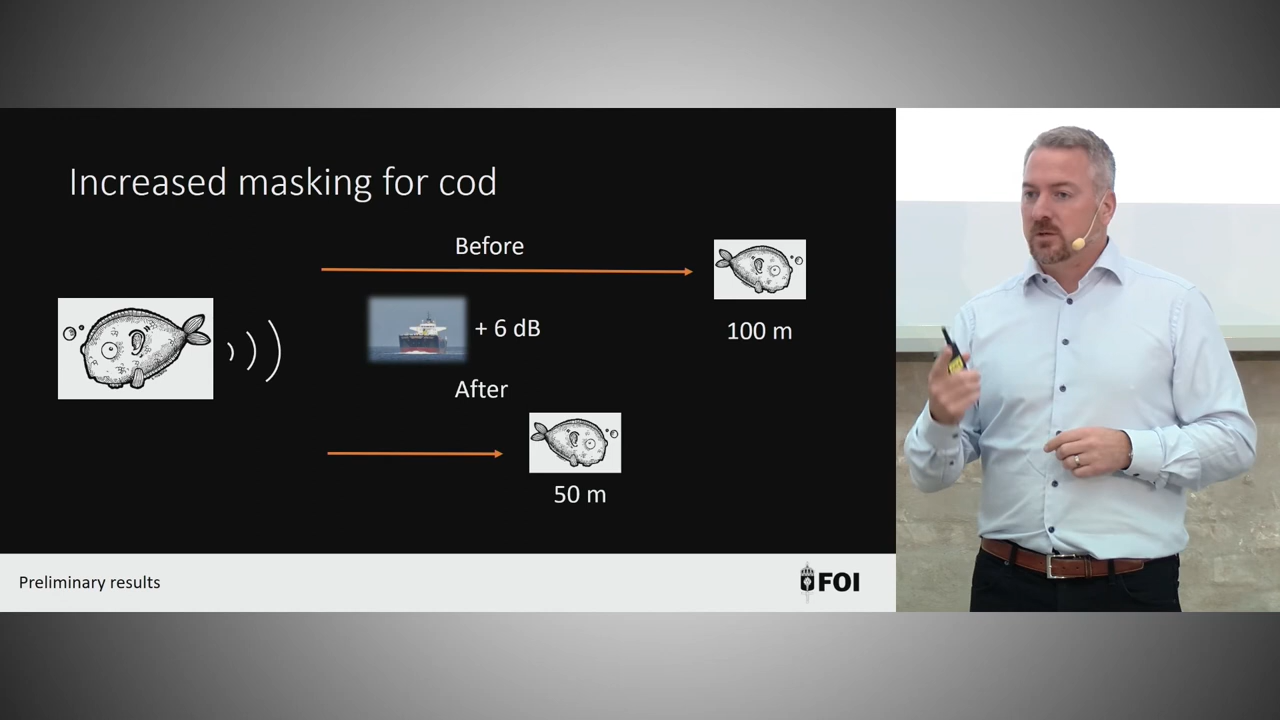 Increased masking for cod
Before
100 m
+ 6 dB
After
50 m
Preliminary results
FOI